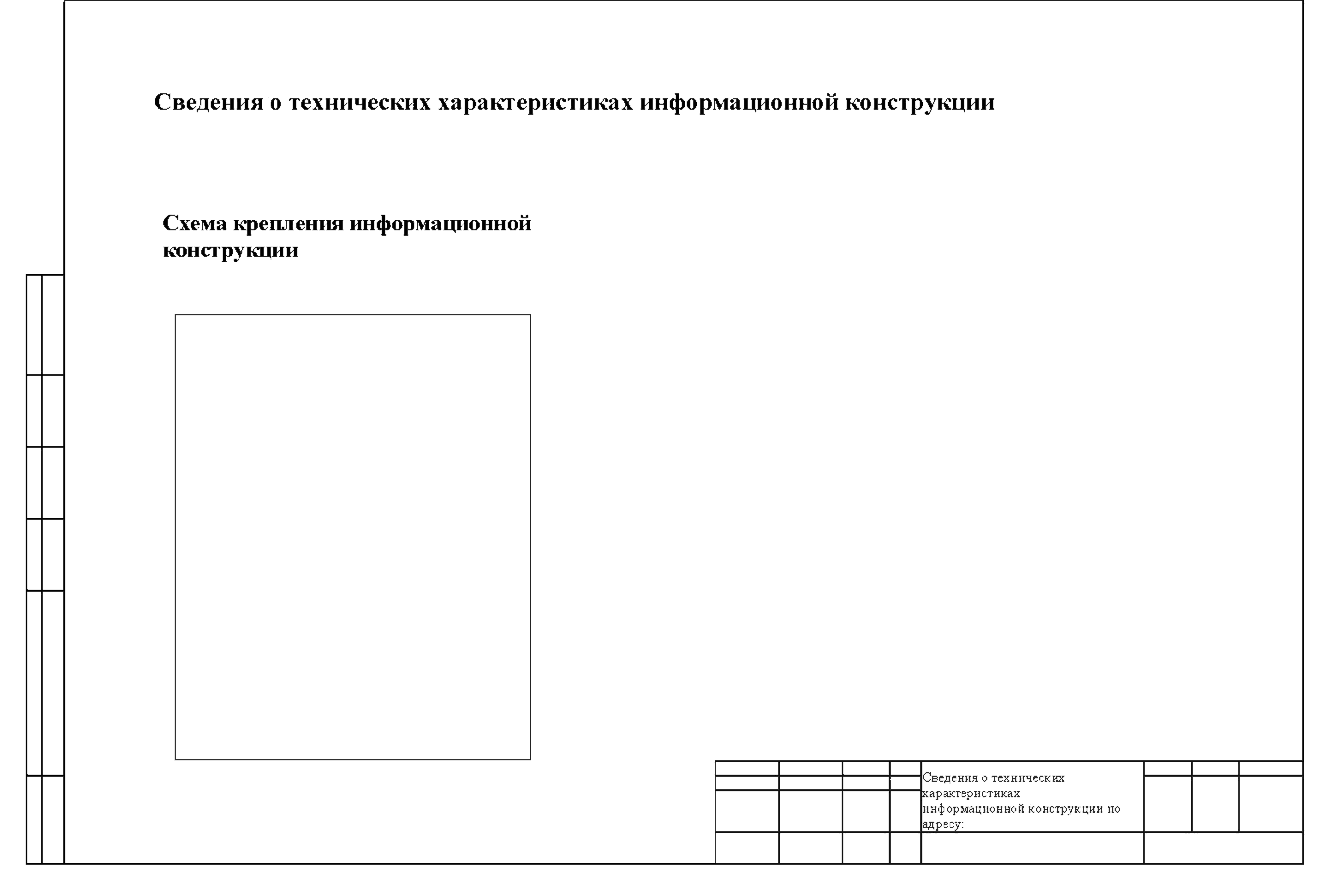 Сведения о технических характеристиках информационной конструкции
Схема крепления информационной
конструкции
Сведения о технических
характеристиках
информационной конструкции по
адресу: